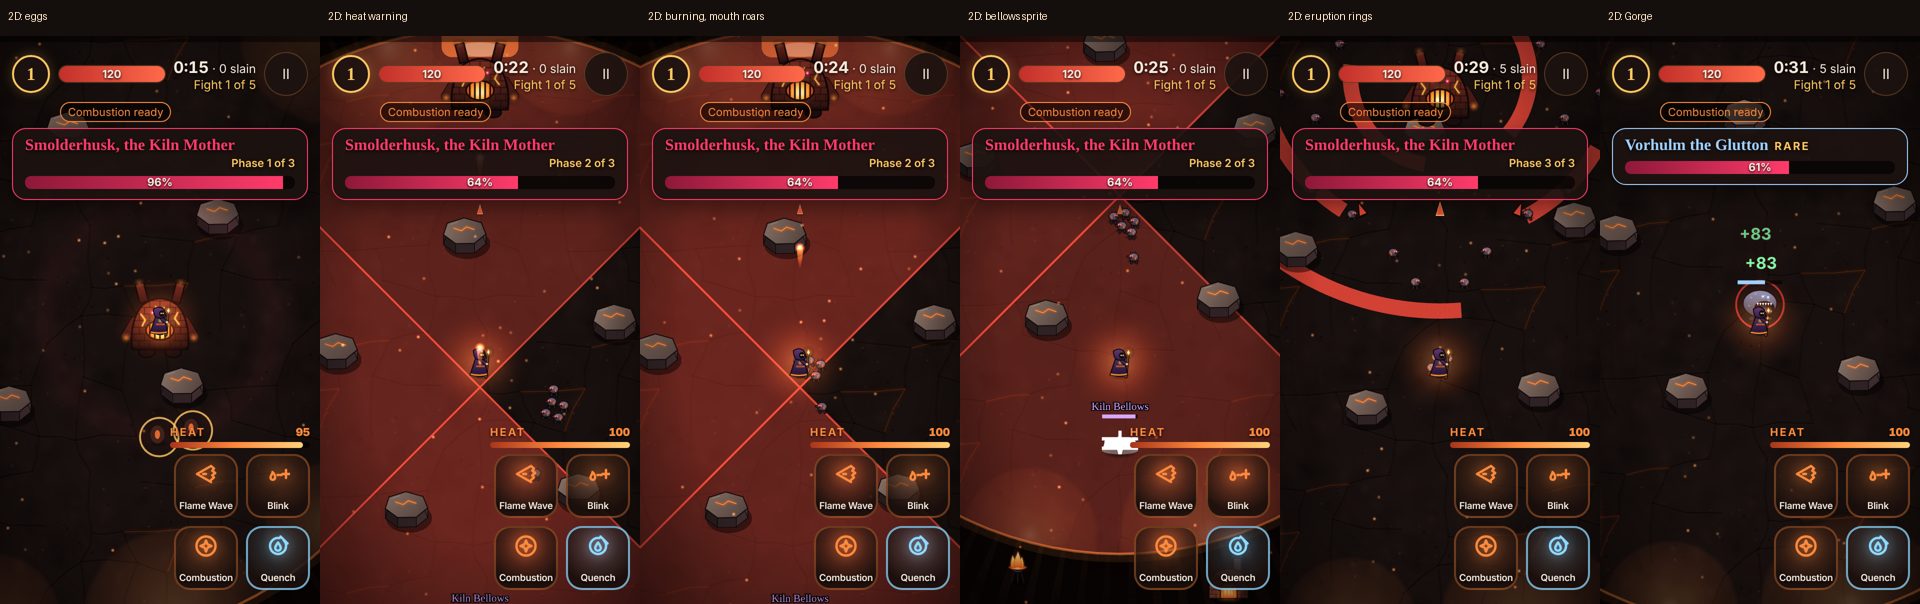 2D: eggs
1
120
0:15 · 0 slain
Fight 1 of 5
II
Combustion ready
Smolderhusk, the Kiln Mother
Phase 1 of 3
96%
HEAT 95
Flame Wave
Blink
Combustion
Quench
2D: heat warning
1
120
0:22 · 0 slain
Fight 1 of 5
II
Combustion ready
Smolderhusk, the Kiln Mother
Phase 2 of 3
64%
HEAT 100
Flame Wave
Blink
Combustion
Quench
Kiln Bellows
2D: burning, mouth roars
1
120
0:24 · 0 slain
Fight 1 of 5
II
Combustion ready
Smolderhusk, the Kiln Mother
Phase 2 of 3
64%
HEAT 100
Flame Wave
Blink
Combustion
Quench
Kiln Bellows
2D: bellows sprite
1
120
0:25 · 0 slain
Fight 1 of 5
II
Combustion ready
Smolderhusk, the Kiln Mother
Phase 2 of 3
64%
Kiln Bellows
HEAT 100
Flame Wave
Blink
Combustion
Quench
2D: eruption rings
1
120
0:29 · 5 slain
Fight 1 of 5
II
Combustion ready
Smolderhusk, the Kiln Mother
Phase 3 of 3
64%
HEAT 100
Flame Wave
Blink
Combustion
Quench
2D: Gorge
1
120
0:31 · 5 slain
Fight 1 of 5
II
Combustion ready
Vorhulm the Glutton RARE
61%
+83
+83
HEAT 100
Flame Wave
Blink
Combustion
Quench